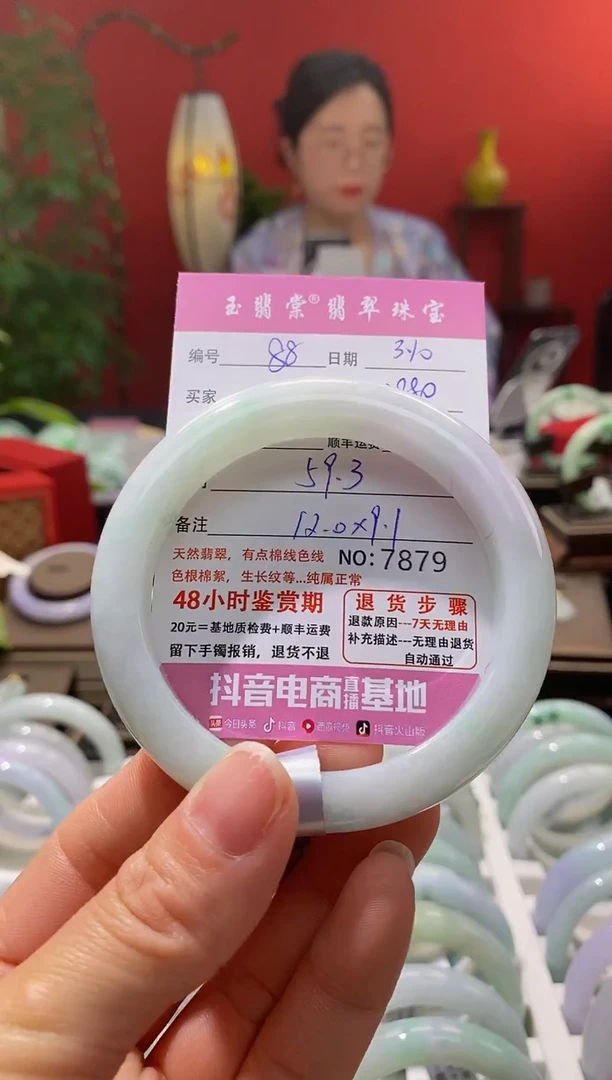 玉翡棠®翡翠珠宝
编号 88 日期 3.10
买家 280
顺丰运费
59.3
备注 12.0×9.1
天然翡翠，有点棉线色线 NO:7879
色根棉絮，生长纹等...纯属正常
48小时鉴赏期
20元=基地质检费+顺丰运费
留下手镯报销，退货不退
退货步骤
退款原因---7天无理由
补充描述---无理由退货
自动通过
抖音电商直播基地
头条 今日头条 抖音 西瓜视频 抖音火山版